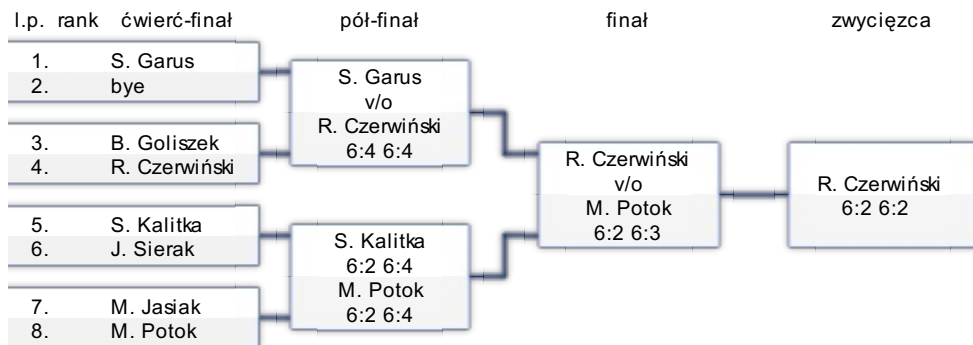 l.p. rank ćwierć-finał pół-finał finał zwycięzca
1. S. Garus
2. bye
3. B. Goliszek
4. R. Czerwiński
5. S. Kalitka
6. J. Sierak
7. M. Jasiak
8. M. Potok
S. Garus
v/o
R. Czerwiński
6:4 6:4
S. Kalitka
6:2 6:4
M. Potok
6:2 6:4
R. Czerwiński
v/o
M. Potok
6:2 6:3
R. Czerwiński
6:2 6:2